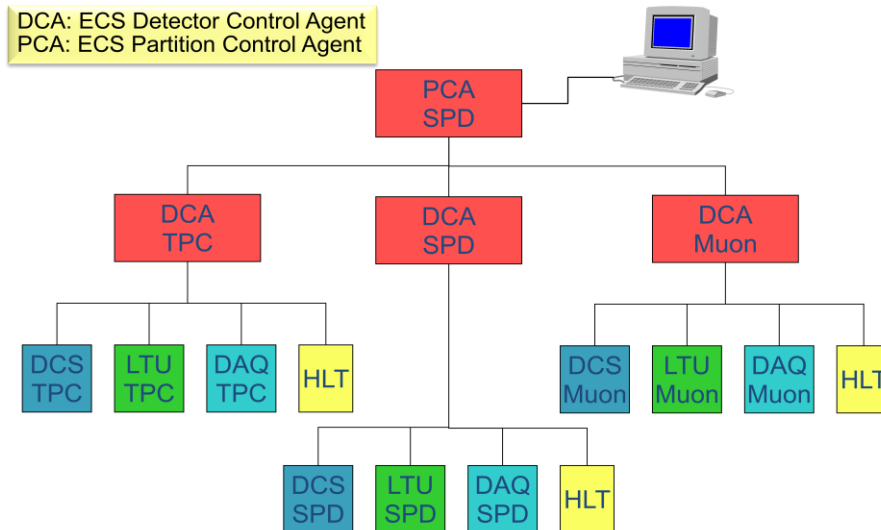 DCA: ECS Detector Control Agent
PCA: ECS Partition Control Agent
PCA
SPD
DCA
TPC
DCA
SPD
DCA
Muon
DCS
TPC
LTU
TPC
DAQ
TPC
HLT
DCS
Muon
LTU
Muon
DAQ
Muon
HLT
DCS
SPD
LTU
SPD
DAQ
SPD
HLT